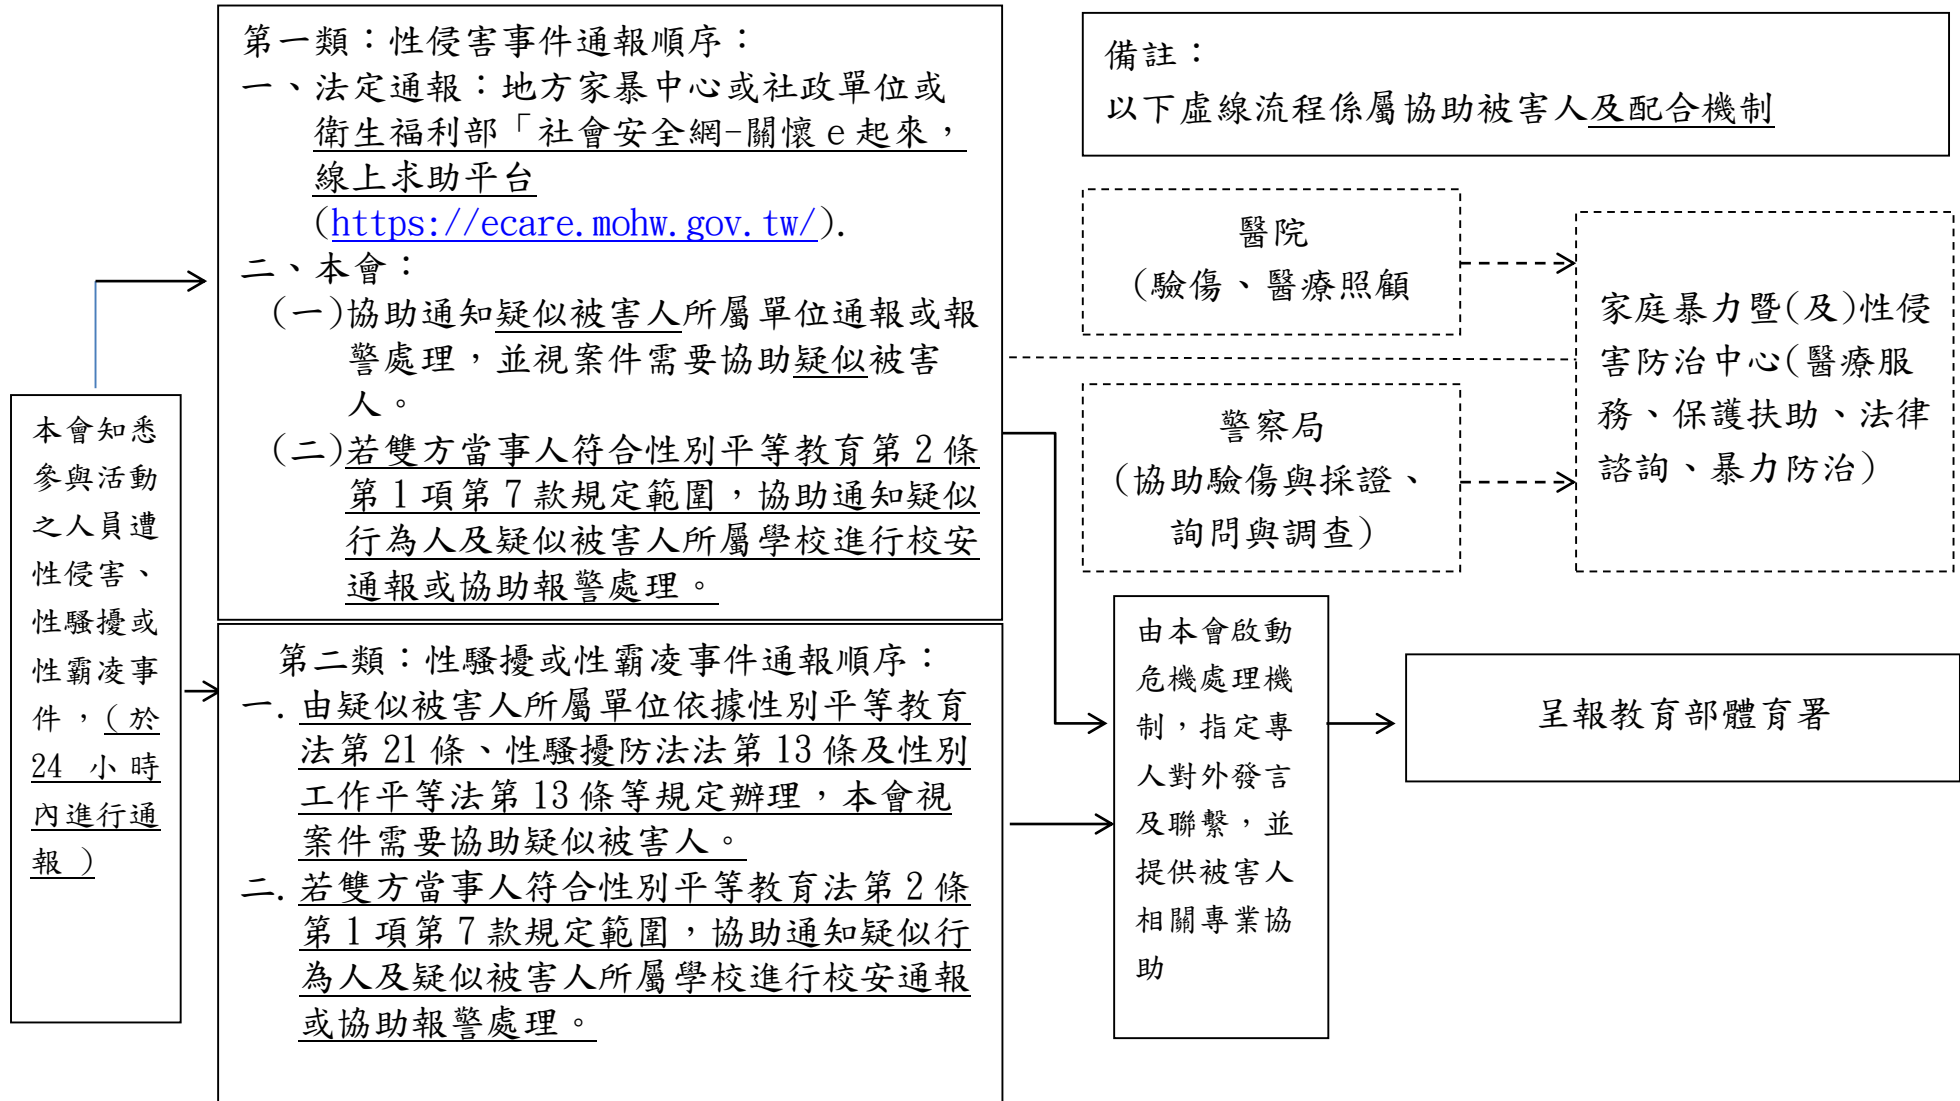 本會知悉
參與活動
之人員遭
性侵害、
性騷擾或
性霸凌事
件，(於
24 小時
內進行通
報 )
第一類：性侵害事件通報順序：
一、法定通報：地方家暴中心或社政單位或
衛生福利部「社會安全網-關懷 e 起來，
線上求助平台
(https://ecare.mohw.gov.tw/).
二、本會：
(一)協助通知疑似被害人所屬單位通報或報
警處理，並視案件需要協助疑似被害
人。
(二)若雙方當事人符合性別平等教育第 2 條
第 1 項第 7 款規定範圍，協助通知疑似
行為人及疑似被害人所屬學校進行校安
通報或協助報警處理。
第二類：性騷擾或性霸凌事件通報順序：
一. 由疑似被害人所屬單位依據性別平等教育
法第 21 條、性騷擾防法法第 13 條及性別
工作平等法第 13 條等規定辦理，本會視
案件需要協助疑似被害人。
二. 若雙方當事人符合性別平等教育法第 2 條
第 1 項第 7 款規定範圍，協助通知疑似行
為人及疑似被害人所屬學校進行校安通報
或協助報警處理。
備註：
以下虛線流程係屬協助被害人及配合機制
醫院
(驗傷、醫療照顧
警察局
(協助驗傷與採證、
詢問與調查)
家庭暴力暨(及)性侵
害防治中心(醫療服
務、保護扶助、法律
諮詢、暴力防治)
由本會啟動
危機處理機
制，指定專
人對外發言
及聯繫，並
提供被害人
相關專業協
助
呈報教育部體育署